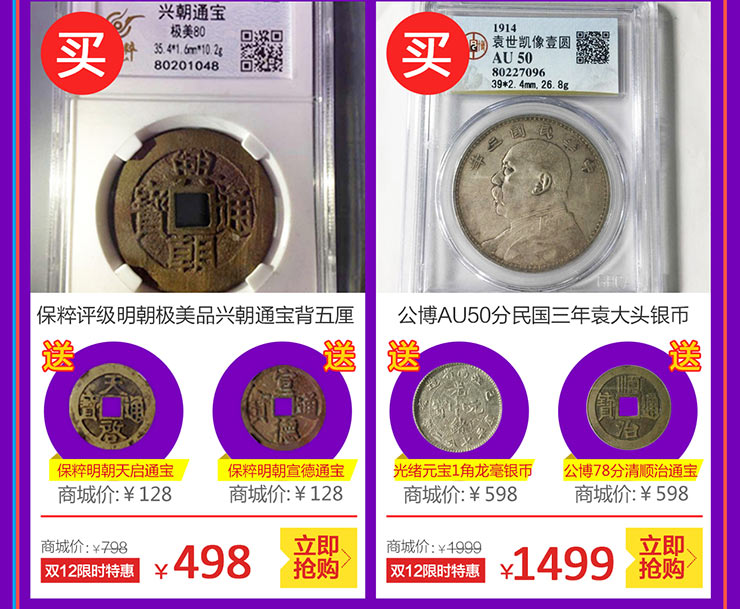 买
兴朝通宝
极美80
35.4*1.6mm*10.2g
80201048
保粹评级明朝极美品兴朝通宝背五厘
送
送
保粹明朝天启通宝
商城价:￥128
保粹明朝宣德通宝
商城价:￥128
商城价:￥798
双12限时特惠
￥498
立即
抢购
买
1914
袁世凯像壹圆
AU 50
80227096
39*2.4mm,26.8g
年三國民華中
公博AU50分民国三年袁大头银币
送
送
光绪元宝1角龙毫银币
商城价:￥598
公博78分清顺治通宝
商城价:￥598
商城价:￥1999
双12限时特惠
￥1499
立即
抢购